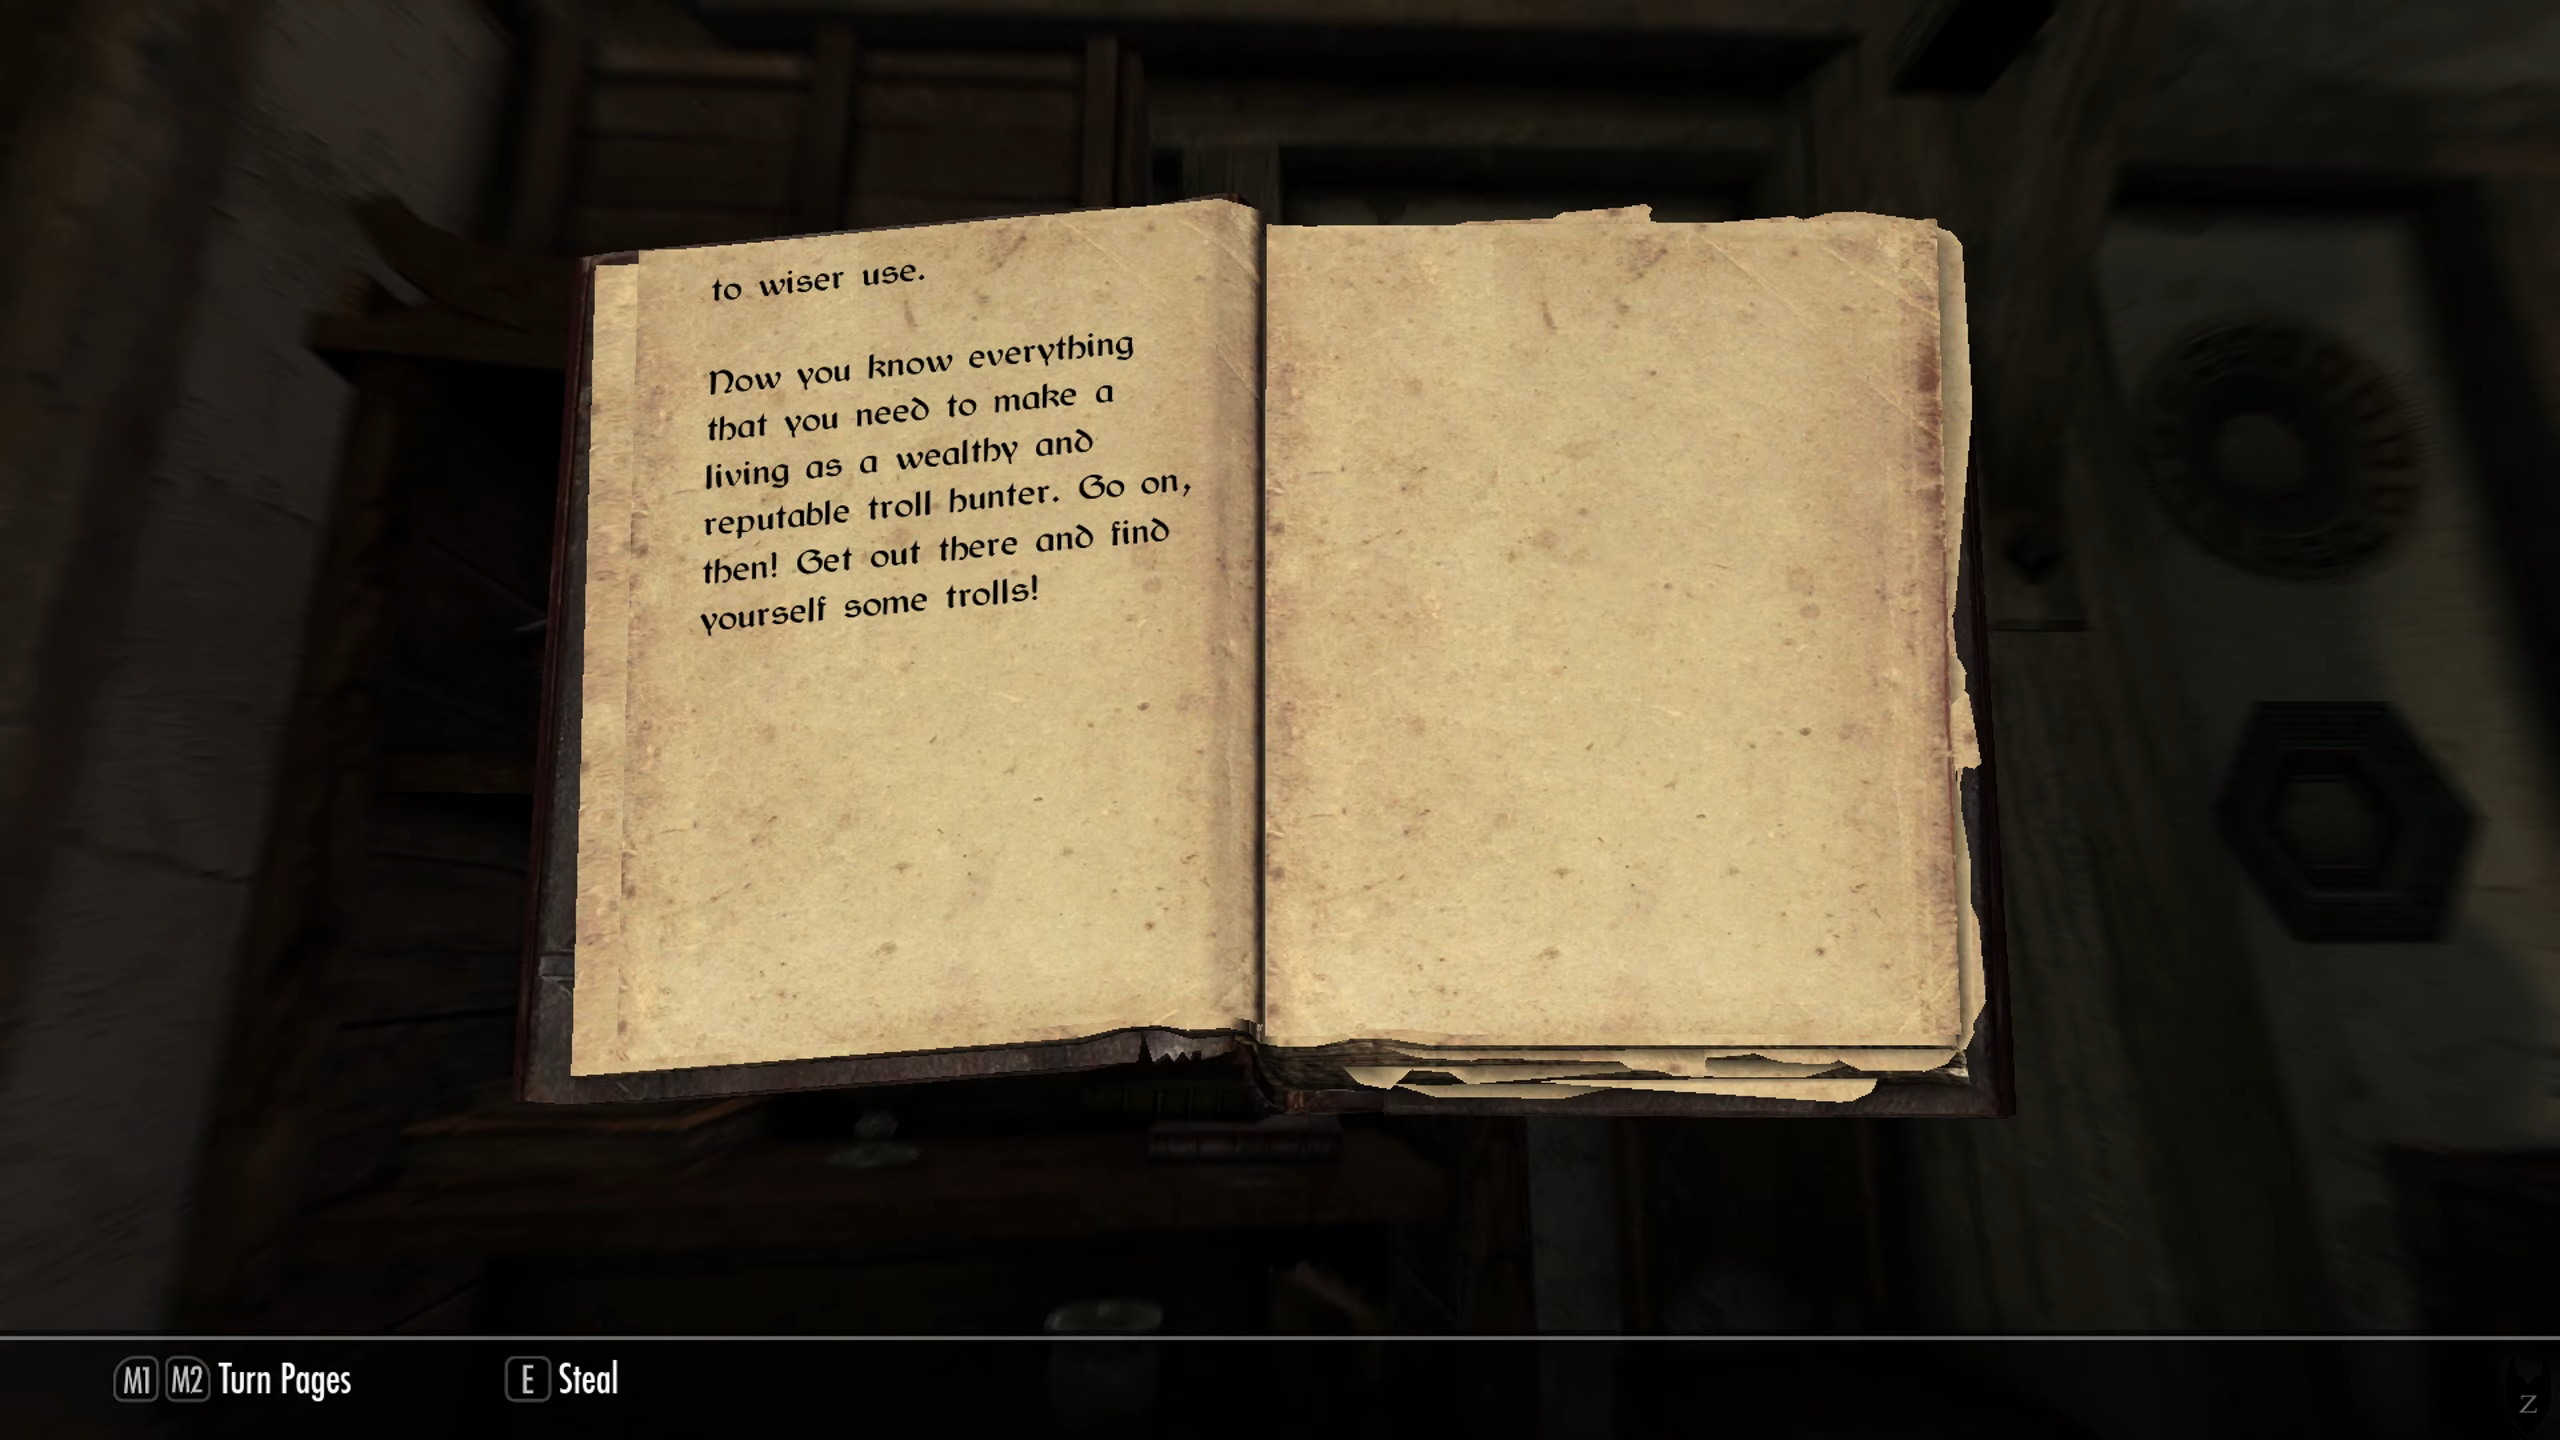 to wiser use.
Now you know everything
that you need to make a
living as a wealthy and
reputable troll hunter. Go on,
then! Get out there and find
yourself some trolls!
M1 M2 Turn Pages
E Steal
Z